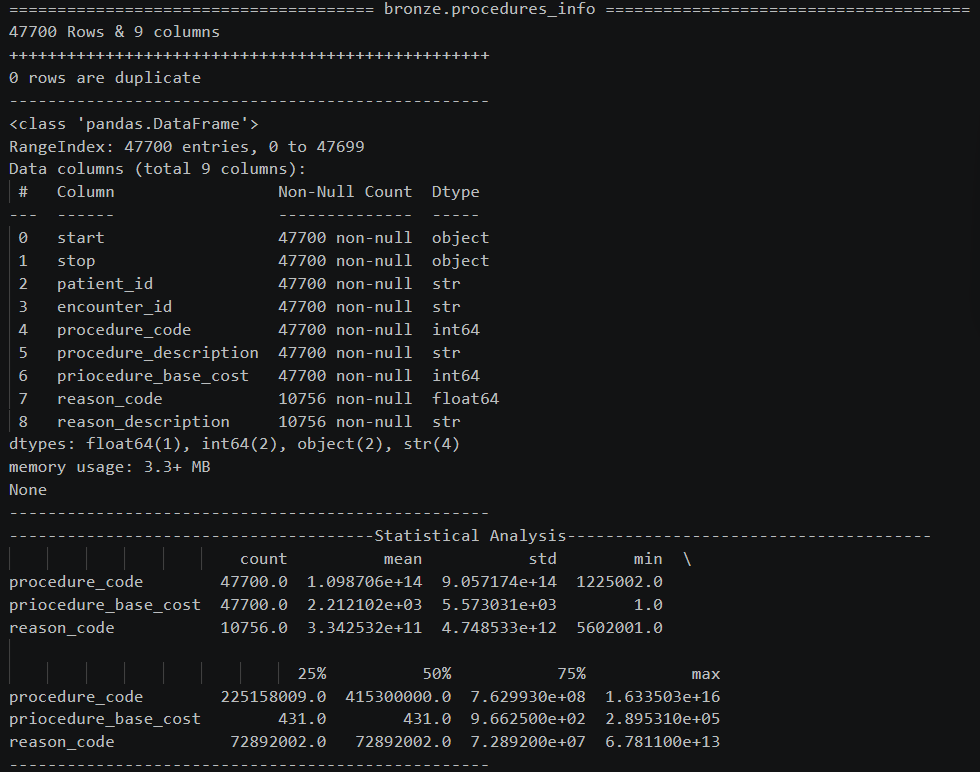 ====================================== bronze.procedures_info ======================================
47700 Rows & 9 columns
++++++++++++++++++++++++++++++++++++++++++++++++++
0 rows are duplicate
--------------------------------------------------
<class 'pandas.DataFrame'>
RangeIndex: 47700 entries, 0 to 47699
Data columns (total 9 columns):
 #   Column                 Non-Null Count  Dtype
---  ------                 --------------  -----
 0   start                  47700 non-null  object
 1   stop                   47700 non-null  object
 2   patient_id             47700 non-null  str
 3   encounter_id           47700 non-null  str
 4   procedure_code         47700 non-null  int64
 5   procedure_description  47700 non-null  str
 6   priocedure_base_cost   47700 non-null  int64
 7   reason_code            10756 non-null  float64
 8   reason_description     10756 non-null  str
dtypes: float64(1), int64(2), object(2), str(4)
memory usage: 3.3+ MB
None
--------------------------------------------------
--------------------------------------Statistical Analysis--------------------------------------
                        count          mean           std        min  \
procedure_code        47700.0  1.098706e+14  9.057174e+14  1225002.0
priocedure_base_cost  47700.0  2.212102e+03  5.573031e+03        1.0
reason_code           10756.0  3.342532e+11  4.748533e+12  5602001.0
                              25%          50%           75%           max
procedure_code        225158009.0  415300000.0  7.629930e+08  1.633503e+16
priocedure_base_cost        431.0        431.0  9.662500e+02  2.895310e+05
reason_code            72892002.0   72892002.0  7.289200e+07  6.781100e+13
--------------------------------------------------